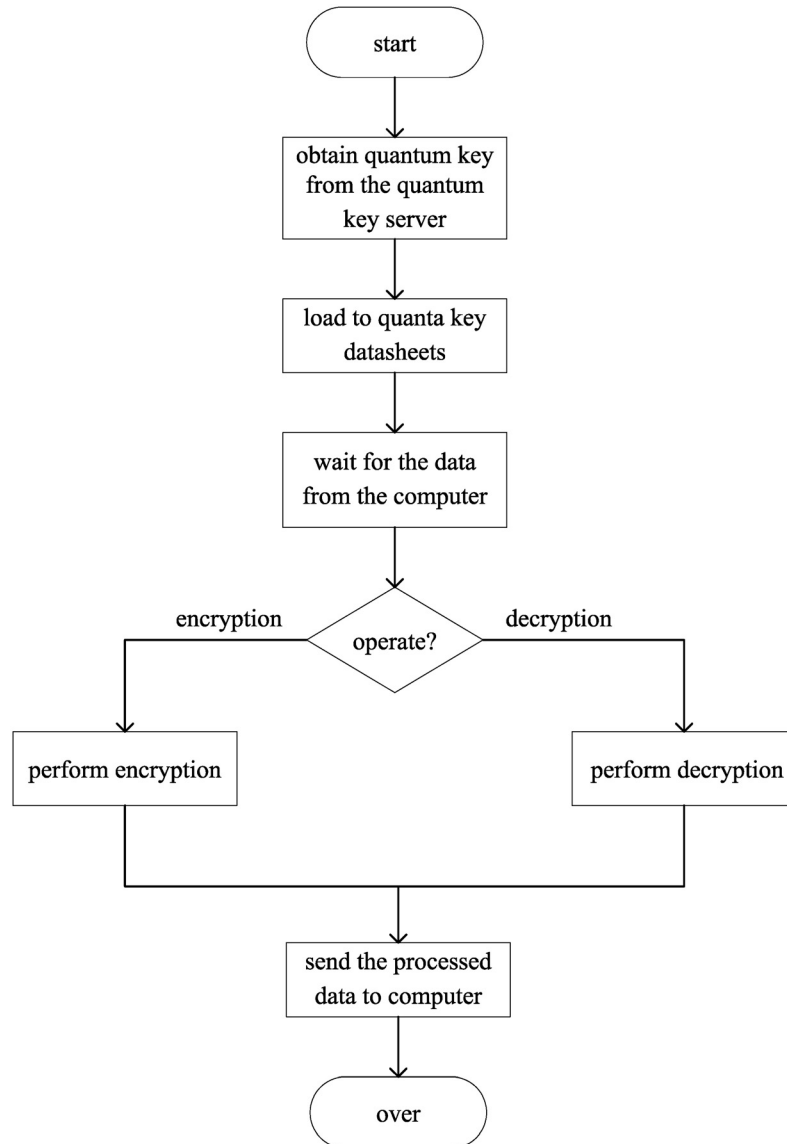 start
obtain quantum key
from the quantum
key server
load to quanta key
datasheets
wait for the data
from the computer
encryption
operate?
decryption
perform encryption
perform decryption
send the processed
data to computer
over